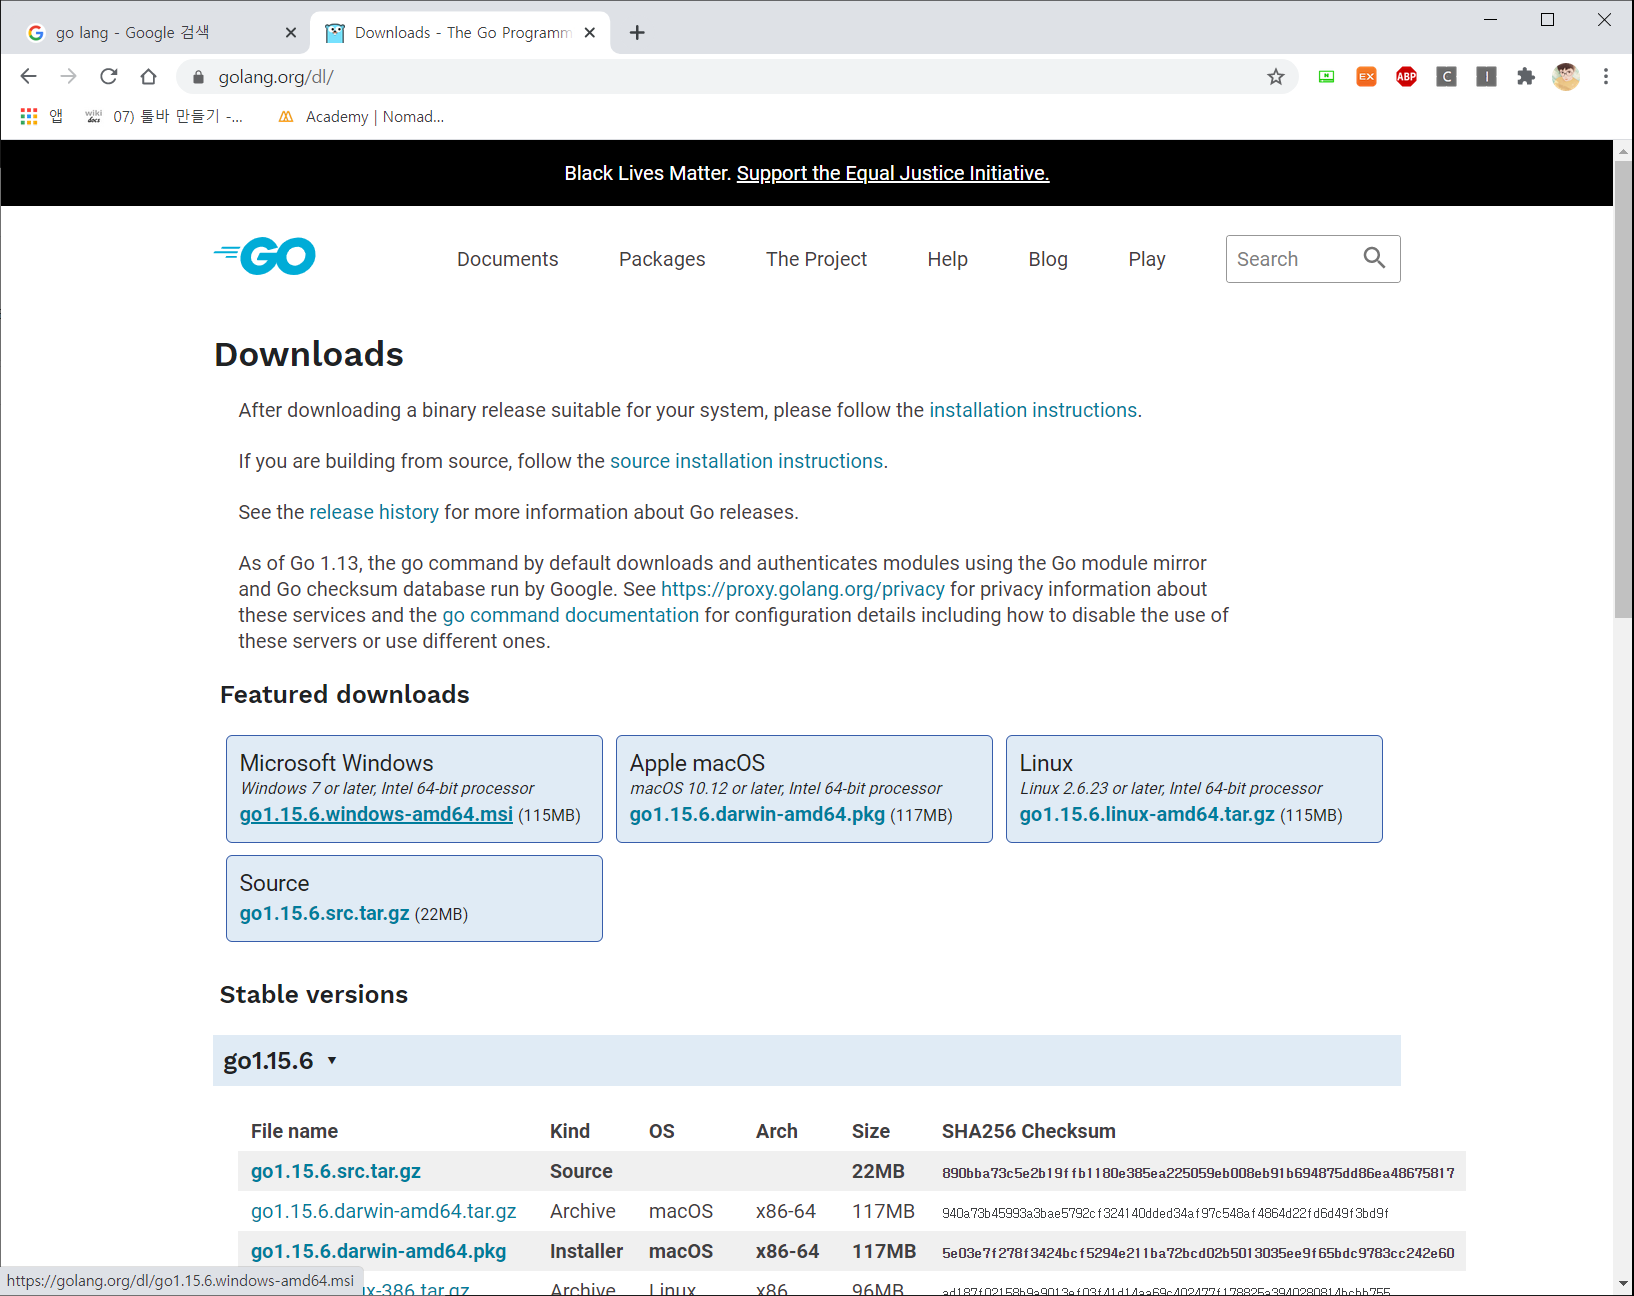 go lang - Google 검색
Downloads - The Go Programm
golang.org/dl/
EX
ABP
C
I
앱
wiki docs
07) 툴바 만들기 -...
Academy | Nomad...
Black Lives Matter. Support the Equal Justice Initiative.
GO
Documents
Packages
The Project
Help
Blog
Play
Search
Downloads
After downloading a binary release suitable for your system, please follow the installation instructions.
If you are building from source, follow the source installation instructions.
See the release history for more information about Go releases.
As of Go 1.13, the go command by default downloads and authenticates modules using the Go module mirror
and Go checksum database run by Google. See https://proxy.golang.org/privacy for privacy information about
these services and the go command documentation for configuration details including how to disable the use of
these servers or use different ones.
Featured downloads
Microsoft Windows
Windows 7 or later, Intel 64-bit processor
go1.15.6.windows-amd64.msi (115MB)
Apple macOS
macOS 10.12 or later, Intel 64-bit processor
go1.15.6.darwin-amd64.pkg (117MB)
Linux
Linux 2.6.23 or later, Intel 64-bit processor
go1.15.6.linux-amd64.tar.gz (115MB)
Source
go1.15.6.src.tar.gz (22MB)
Stable versions
go1.15.6 ▾
File name Kind OS Arch Size SHA256 Checksum
go1.15.6.src.tar.gz Source 22MB 890bba73c5e2b19ffb1180e385ea225059eb008eb91b694875dd86ea48675817
go1.15.6.darwin-amd64.tar.gz Archive macOS x86-64 117MB 940a73b45993a3bae5792cf324140dded34af97c548af4864d22fd6d49f3bd9f
go1.15.6.darwin-amd64.pkg Installer macOS x86-64 117MB 5e03e7f278f3424bcf5294e211ba72bcd02b5013035ee9f65bdc9783cc242e60
x-386.tar.gz Archive Linux x86 96MB
https://golang.org/dl/go1.15.6.windows-amd64.msi